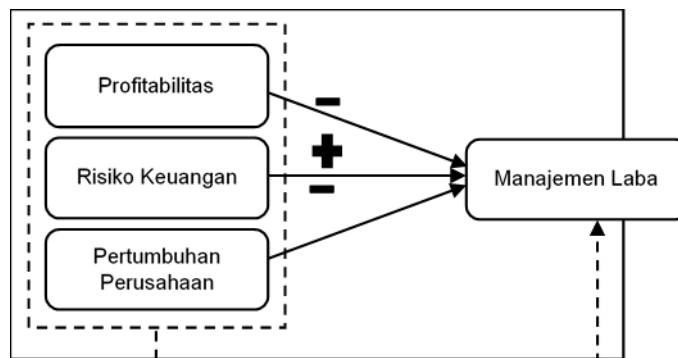 Profitabilitas
-
+
Risiko Keuangan
-
Manajemen Laba
Pertumbuhan
Perusahaan